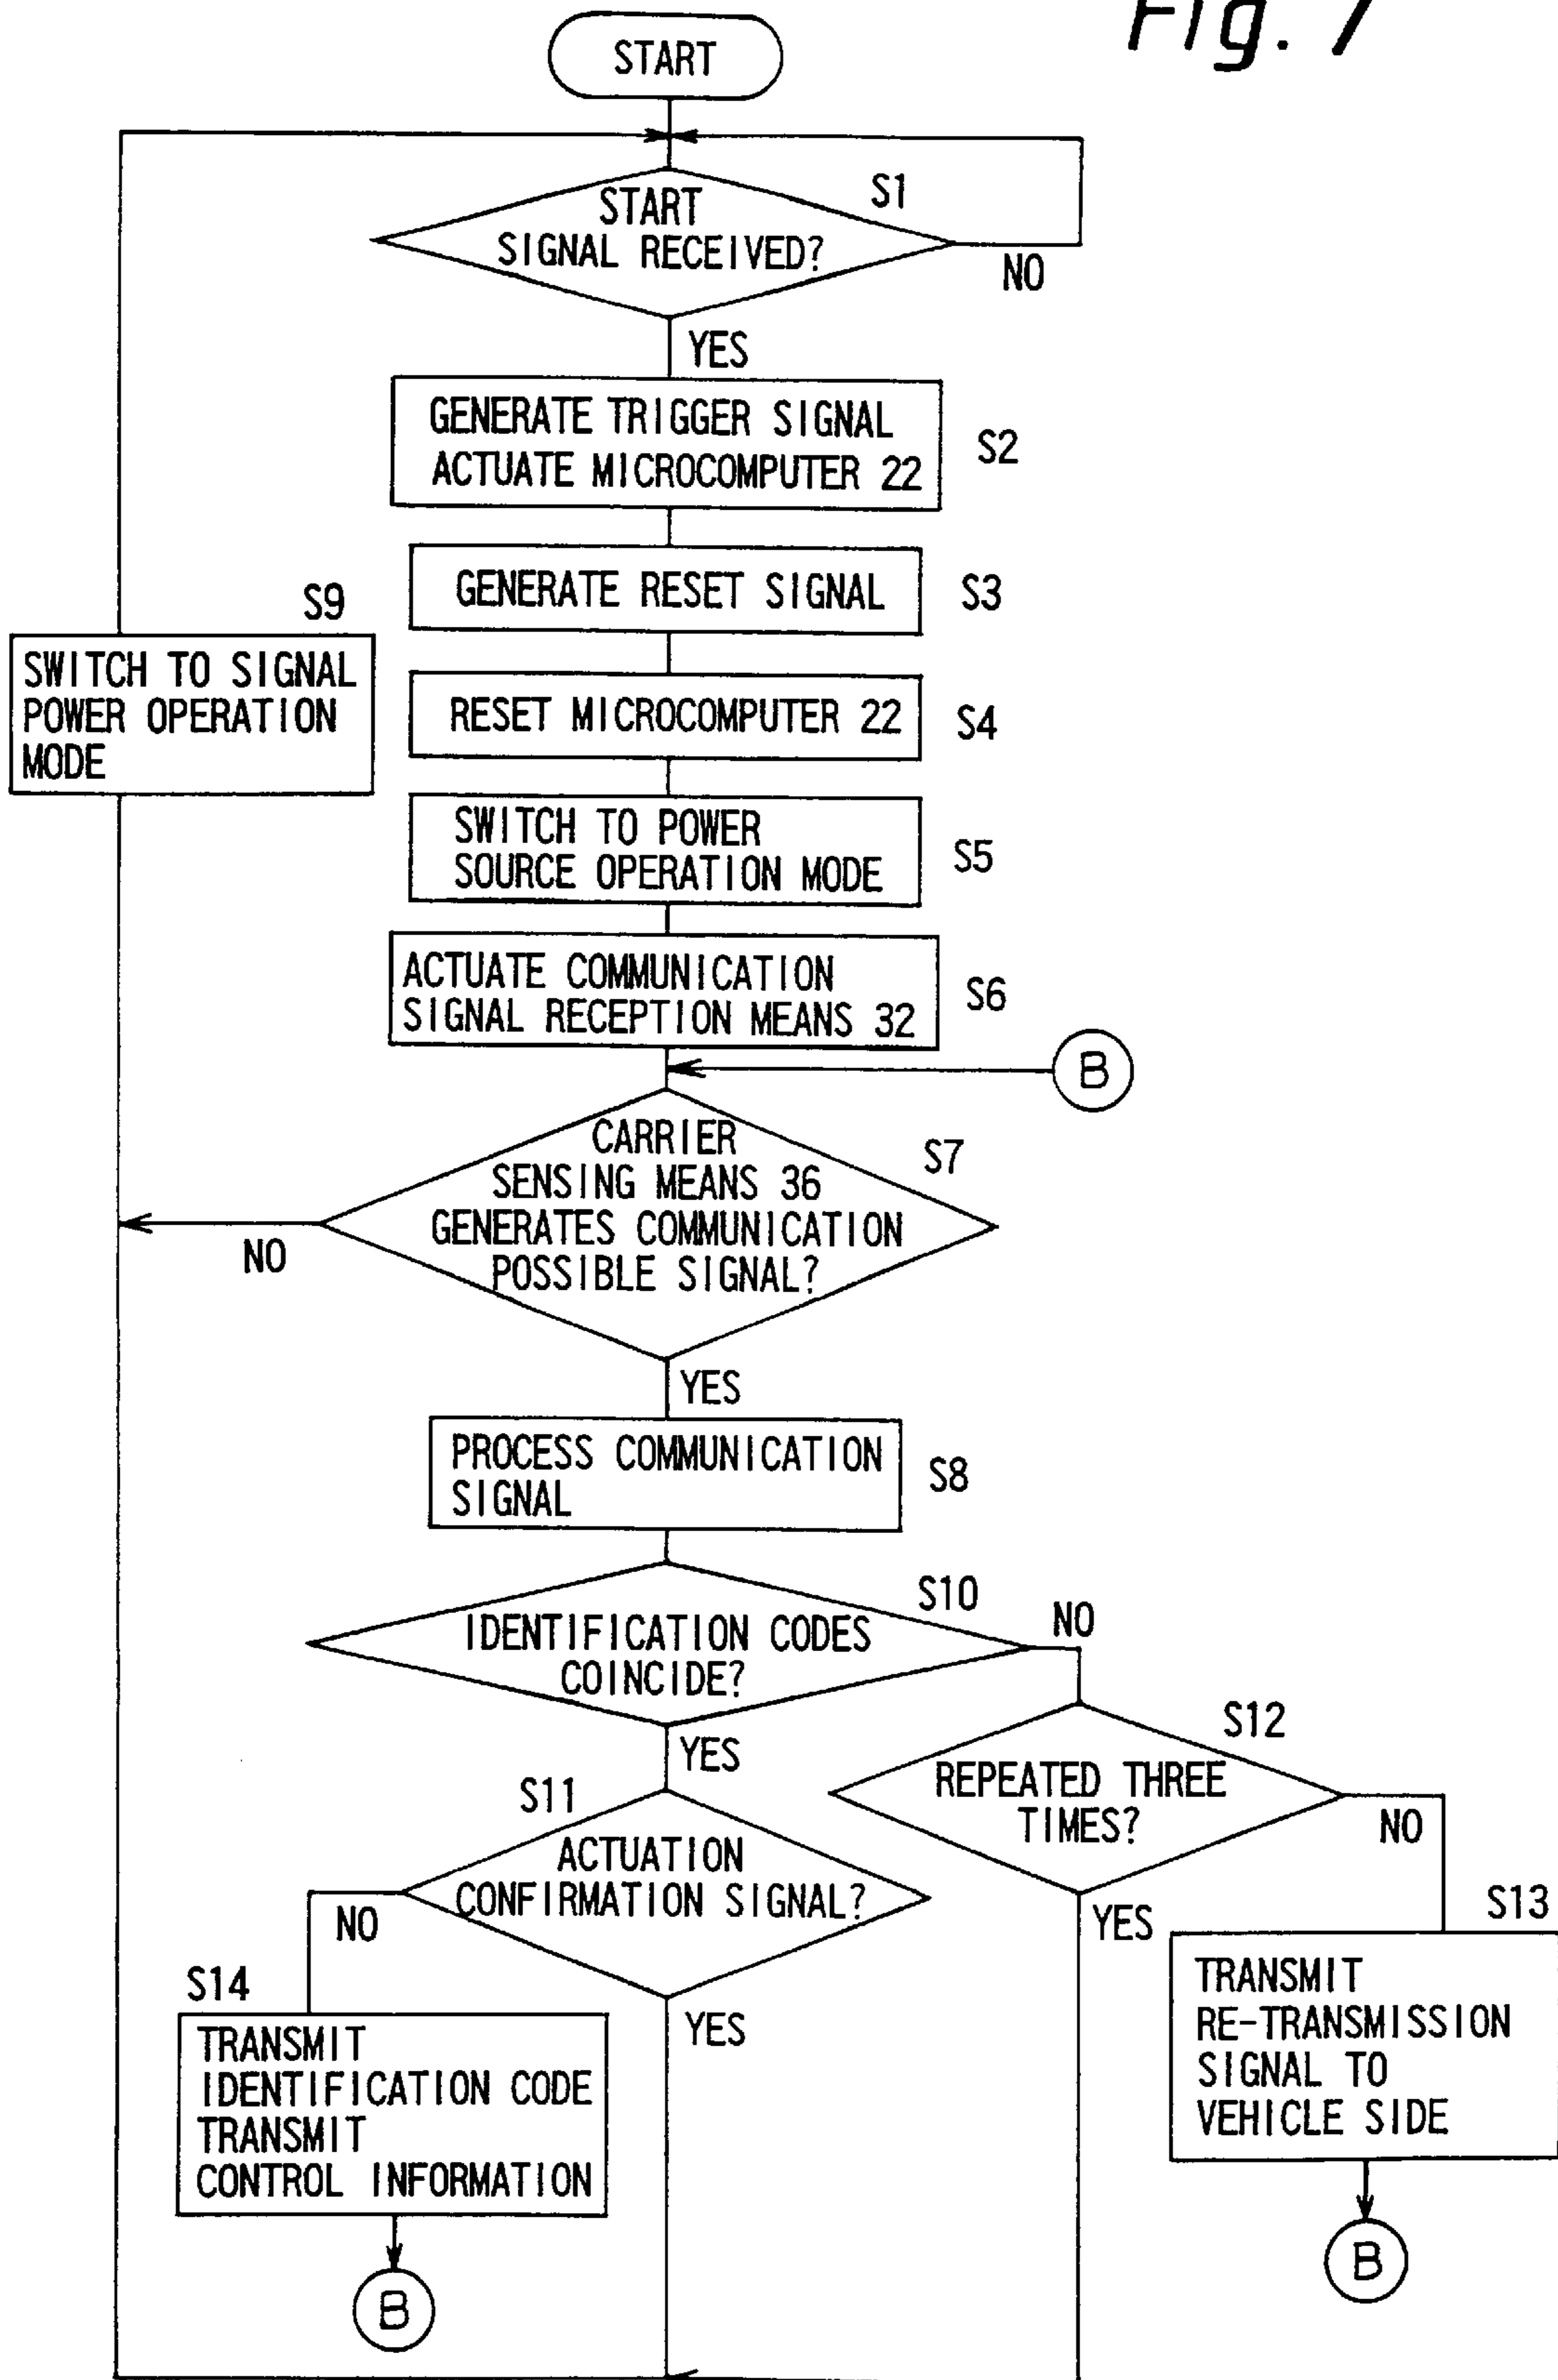 Fig. 7
START
START
SIGNAL RECEIVED?
S1
NO
YES
GENERATE TRIGGER SIGNAL
ACTUATE MICROCOMPUTER 22
S2
GENERATE RESET SIGNAL
S3
S9
SWITCH TO SIGNAL
POWER OPERATION
MODE
RESET MICROCOMPUTER 22
S4
SWITCH TO POWER
SOURCE OPERATION MODE
S5
ACTUATE COMMUNICATION
SIGNAL RECEPTION MEANS 32
S6
B
CARRIER
SENSING MEANS 36
GENERATES COMMUNICATION
POSSIBLE SIGNAL?
S7
NO
YES
PROCESS COMMUNICATION
SIGNAL
S8
IDENTIFICATION CODES
COINCIDE?
S10
NO
YES
S12
REPEATED THREE
TIMES?
NO
YES
S11
ACTUATION
CONFIRMATION SIGNAL?
NO
YES
S13
TRANSMIT
RE-TRANSMISSION
SIGNAL TO
VEHICLE SIDE
B
S14
TRANSMIT
IDENTIFICATION CODE
TRANSMIT
CONTROL INFORMATION
B